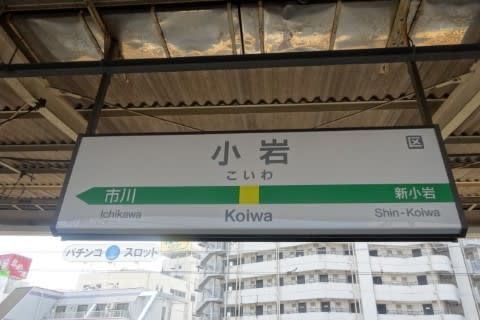 区
小岩
こいわ
市川
新小岩
Ichikawa
Koiwa
Shin-Koiwa
パチンコ スロット